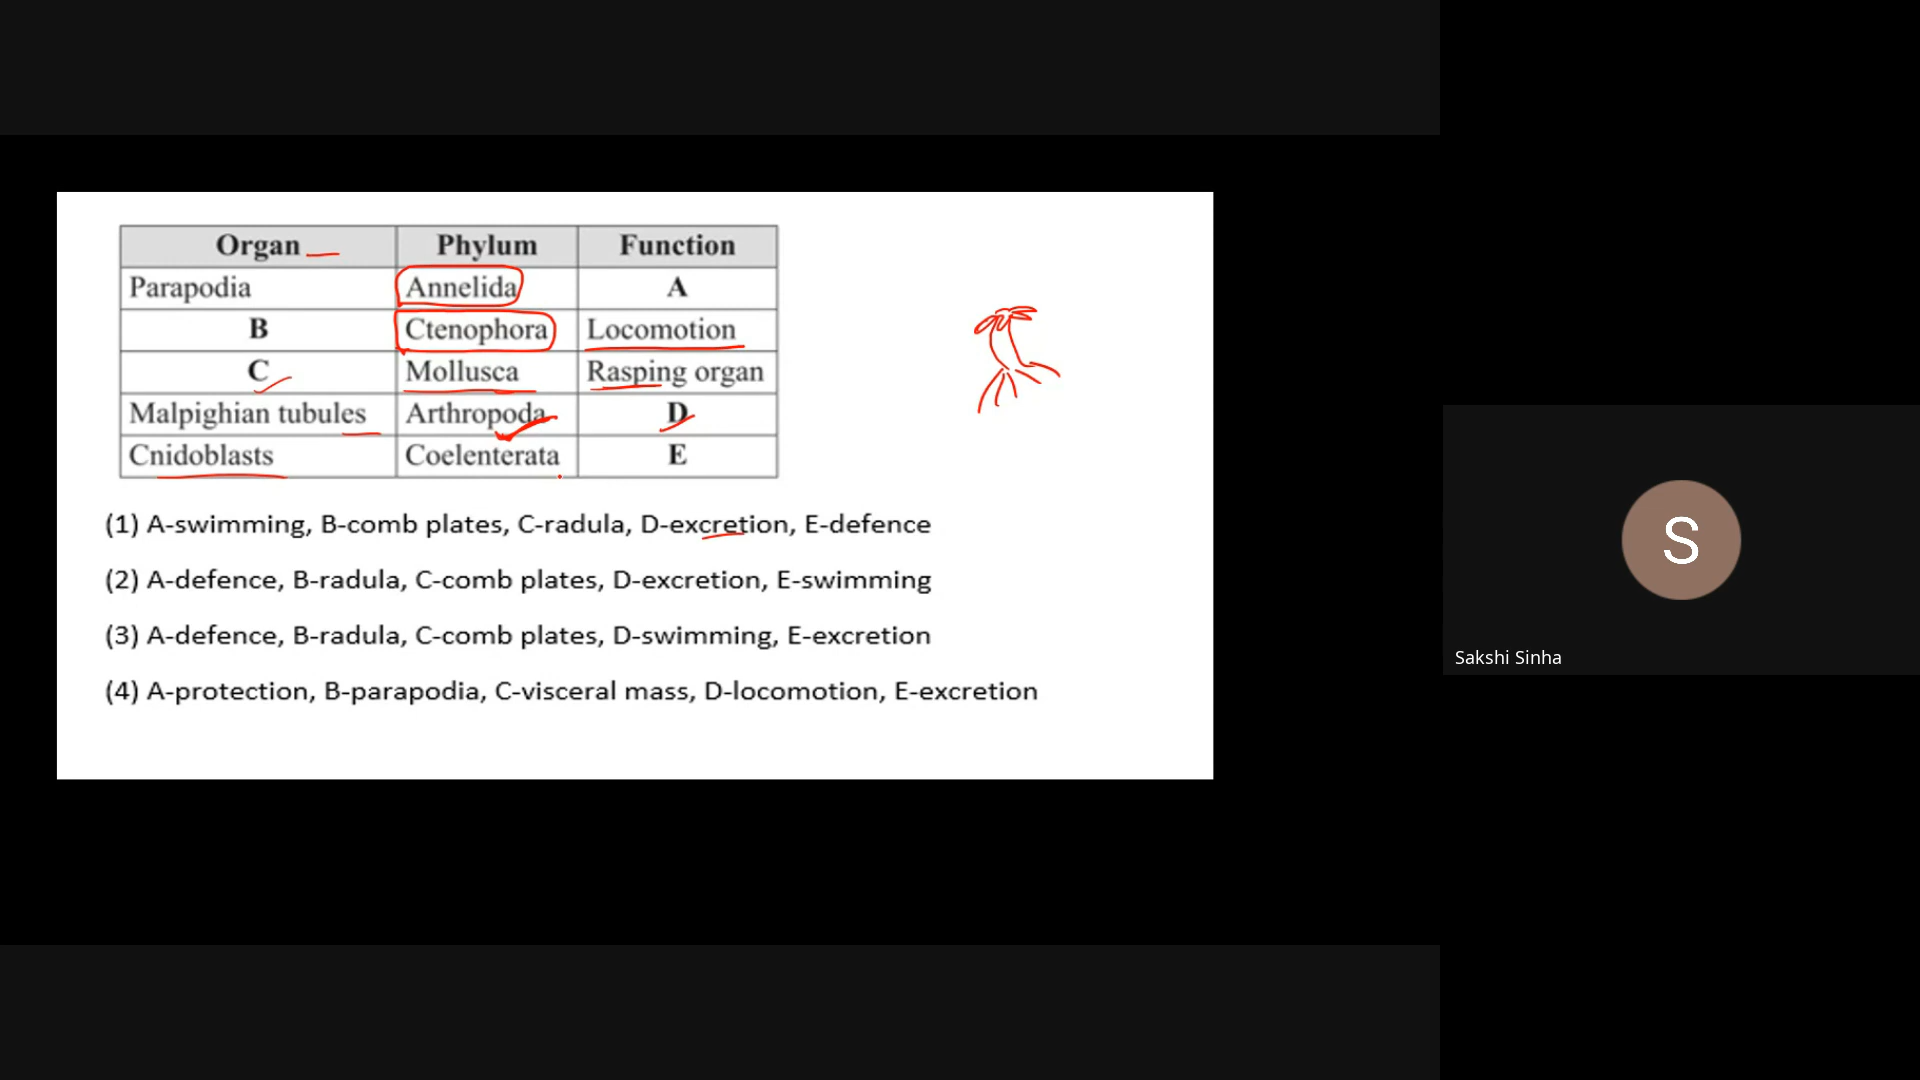 Organ Phylum Function
Parapodia Annelida A
B Ctenophora Locomotion
C Mollusca Rasping organ
Malpighian tubules Arthropoda D
Cnidoblasts Coelenterata E
(1) A-swimming, B-comb plates, C-radula, D-excretion, E-defence
(2) A-defence, B-radula, C-comb plates, D-excretion, E-swimming
(3) A-defence, B-radula, C-comb plates, D-swimming, E-excretion
(4) A-protection, B-parapodia, C-visceral mass, D-locomotion, E-excretion
S
Sakshi Sinha